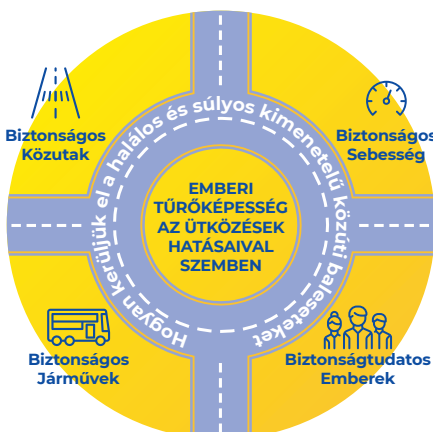 Biztonságos
Közutak
Biztonságos
Sebesség
Hogyan kerüljük el a halálos és súlyos kimenetelű közúti baleseteket
EMBERI
TŰRŐKÉPESSÉG
AZ ÜTKÖZÉSEK
HATÁSAIVAL
SZEMBEN
Biztonságos
Járművek
Biztonságtudatos
Emberek